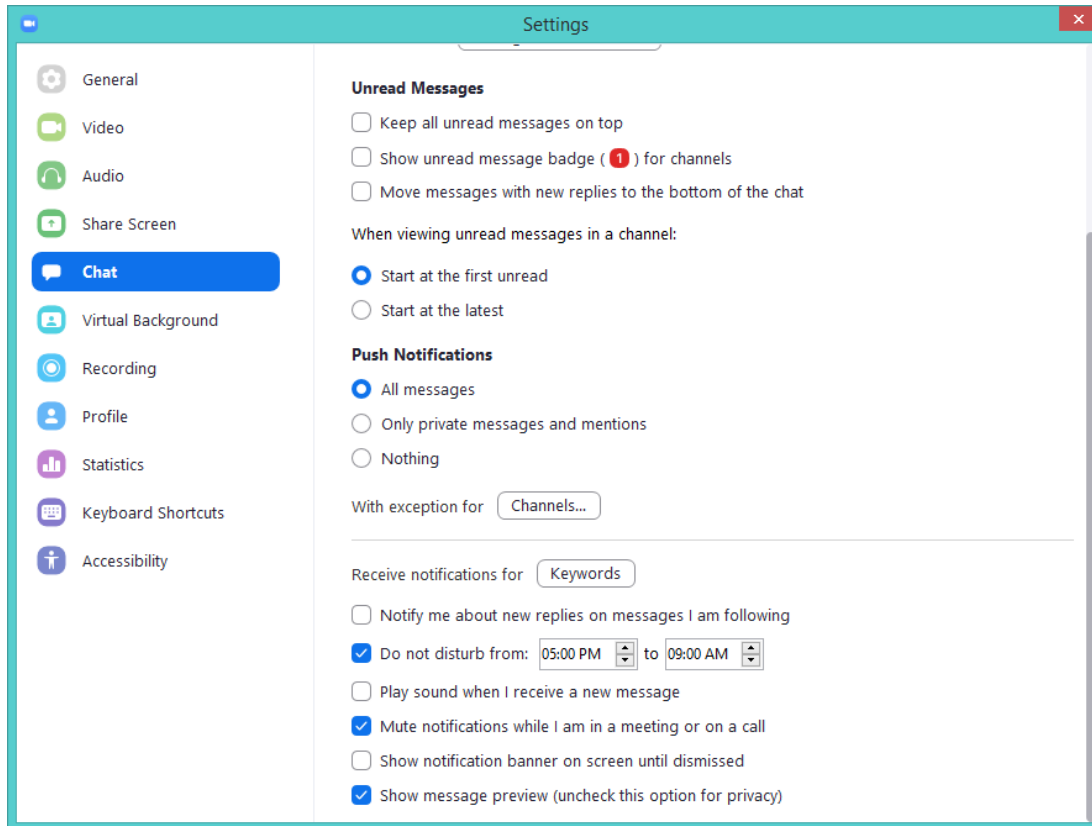 Settings
General
Video
Audio
Share Screen
Chat
Virtual Background
Recording
Profile
Statistics
Keyboard Shortcuts
Accessibility
Unread Messages
Keep all unread messages on top
Show unread message badge ( 1 ) for channels
Move messages with new replies to the bottom of the chat
When viewing unread messages in a channel:
Start at the first unread
Start at the latest
Push Notifications
All messages
Only private messages and mentions
Nothing
With exception for Channels...
Receive notifications for Keywords
Notify me about new replies on messages I am following
Do not disturb from: 05:00 PM to 09:00 AM
Play sound when I receive a new message
Mute notifications while I am in a meeting or on a call
Show notification banner on screen until dismissed
Show message preview (uncheck this option for privacy)